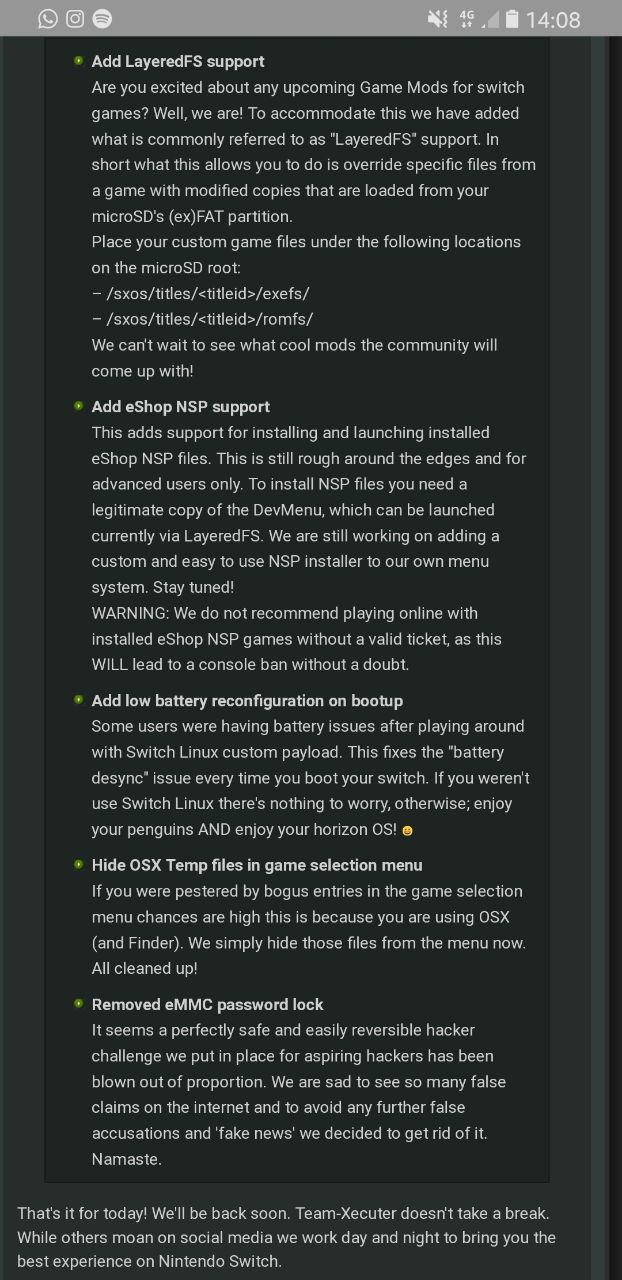 4G 14:08
Add LayeredFS support
Are you excited about any upcoming Game Mods for switch
games? Well, we are! To accommodate this we have added
what is commonly referred to as "LayeredFS" support. In
short what this allows you to do is override specific files from
a game with modified copies that are loaded from your
microSD's (ex)FAT partition.
Place your custom game files under the following locations
on the microSD root:
– /sxos/titles/<titleid>/exefs/
– /sxos/titles/<titleid>/romfs/
We can't wait to see what cool mods the community will
come up with!
Add eShop NSP support
This adds support for installing and launching installed
eShop NSP files. This is still rough around the edges and for
advanced users only. To install NSP files you need a
legitimate copy of the DevMenu, which can be launched
currently via LayeredFS. We are still working on adding a
custom and easy to use NSP installer to our own menu
system. Stay tuned!
WARNING: We do not recommend playing online with
installed eShop NSP games without a valid ticket, as this
WILL lead to a console ban without a doubt.
Add low battery reconfiguration on bootup
Some users were having battery issues after playing around
with Switch Linux custom payload. This fixes the "battery
desync" issue every time you boot your switch. If you weren't
use Switch Linux there's nothing to worry, otherwise; enjoy
your penguins AND enjoy your horizon OS! 😀
Hide OSX Temp files in game selection menu
If you were pestered by bogus entries in the game selection
menu chances are high this is because you are using OSX
(and Finder). We simply hide those files from the menu now.
All cleaned up!
Removed eMMC password lock
It seems a perfectly safe and easily reversible hacker
challenge we put in place for aspiring hackers has been
blown out of proportion. We are sad to see so many false
claims on the internet and to avoid any further false
accusations and 'fake news' we decided to get rid of it.
Namaste.
That's it for today! We'll be back soon. Team-Xecuter doesn't take a break.
While others moan on social media we work day and night to bring you the
best experience on Nintendo Switch.